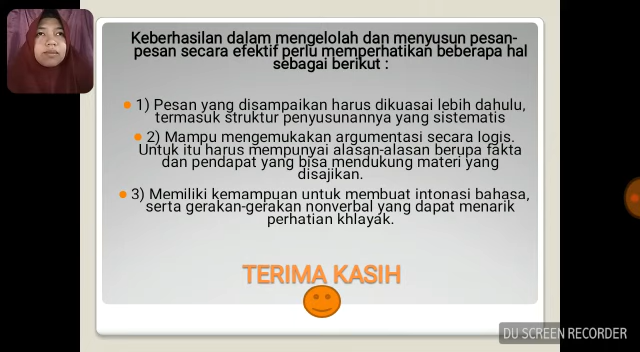 Keberhasilan dalam mengelolah dan menyusun pesan-
pesan secara efektif perlu memperhatikan beberapa hal
sebagai berikut :
1) Pesan yang disampaikan harus dikuasai lebih dahulu,
termasuk struktur penyusunannya yang sistematis
2) Mampu mengemukakan argumentasi secara logis.
Untuk itu harus mempunyai alasan-alasan berupa fakta
dan pendapat yang bisa mendukung materi yang
disajikan.
3) Memiliki kemampuan untuk membuat intonasi bahasa,
serta gerakan-gerakan nonverbal yang dapat menarik
perhatian khlayak.
TERIMA KASIH
DU SCREEN RECORDER